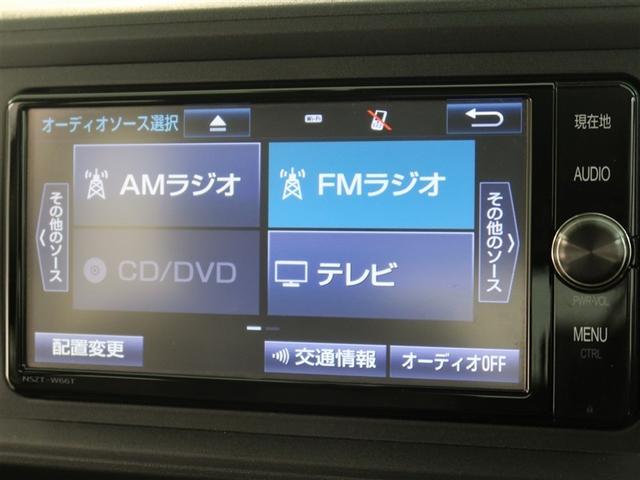 オーディオソース選択
Wi-Fi
現在地
AMラジオ
FMラジオ
AUDIO
その他のソース
その他のソース
CD/DVD
テレビ
PWR・VOL
配置変更
交通情報
オーディオOFF
MENU
CTRL
NSZT-W66T